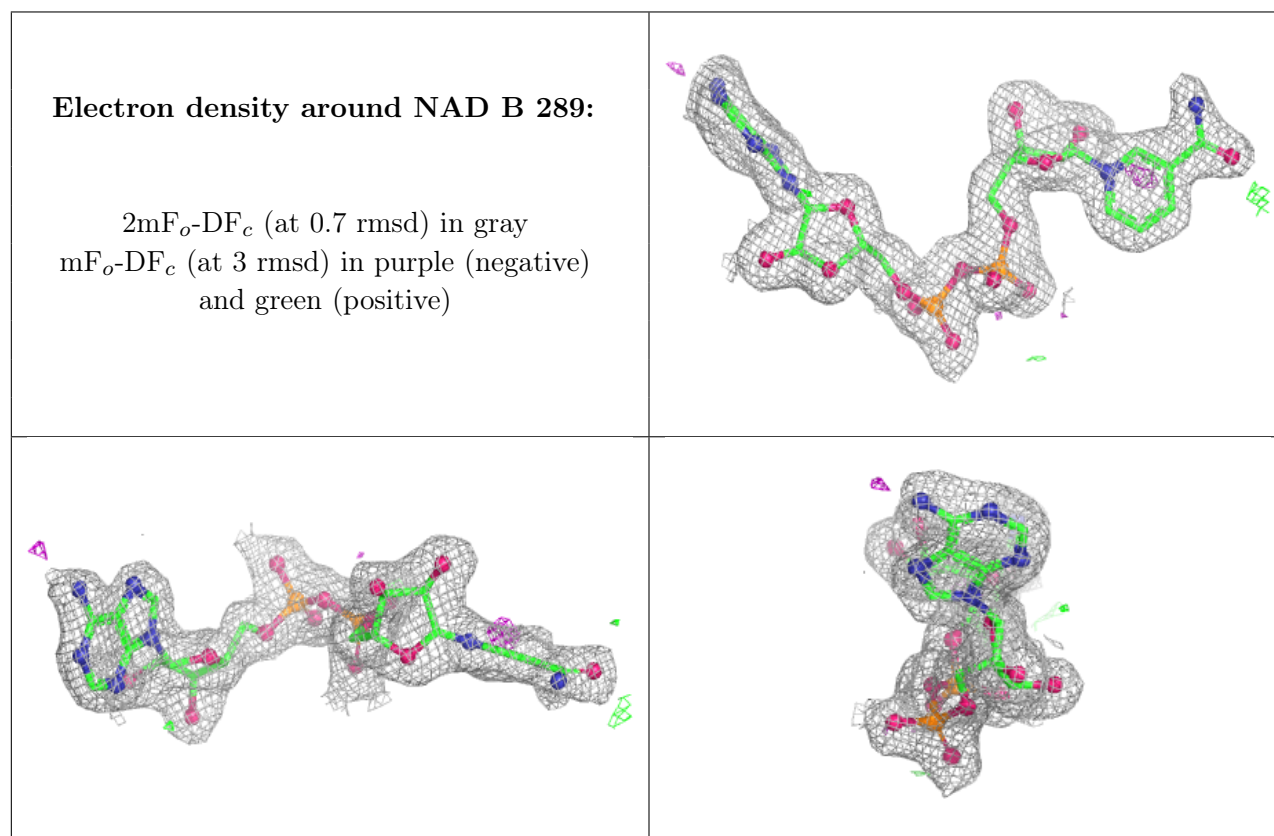 Electron density around NAD B 289:
2mFo-DFc (at 0.7 rmsd) in gray
mFo-DFc (at 3 rmsd) in purple (negative)
and green (positive)